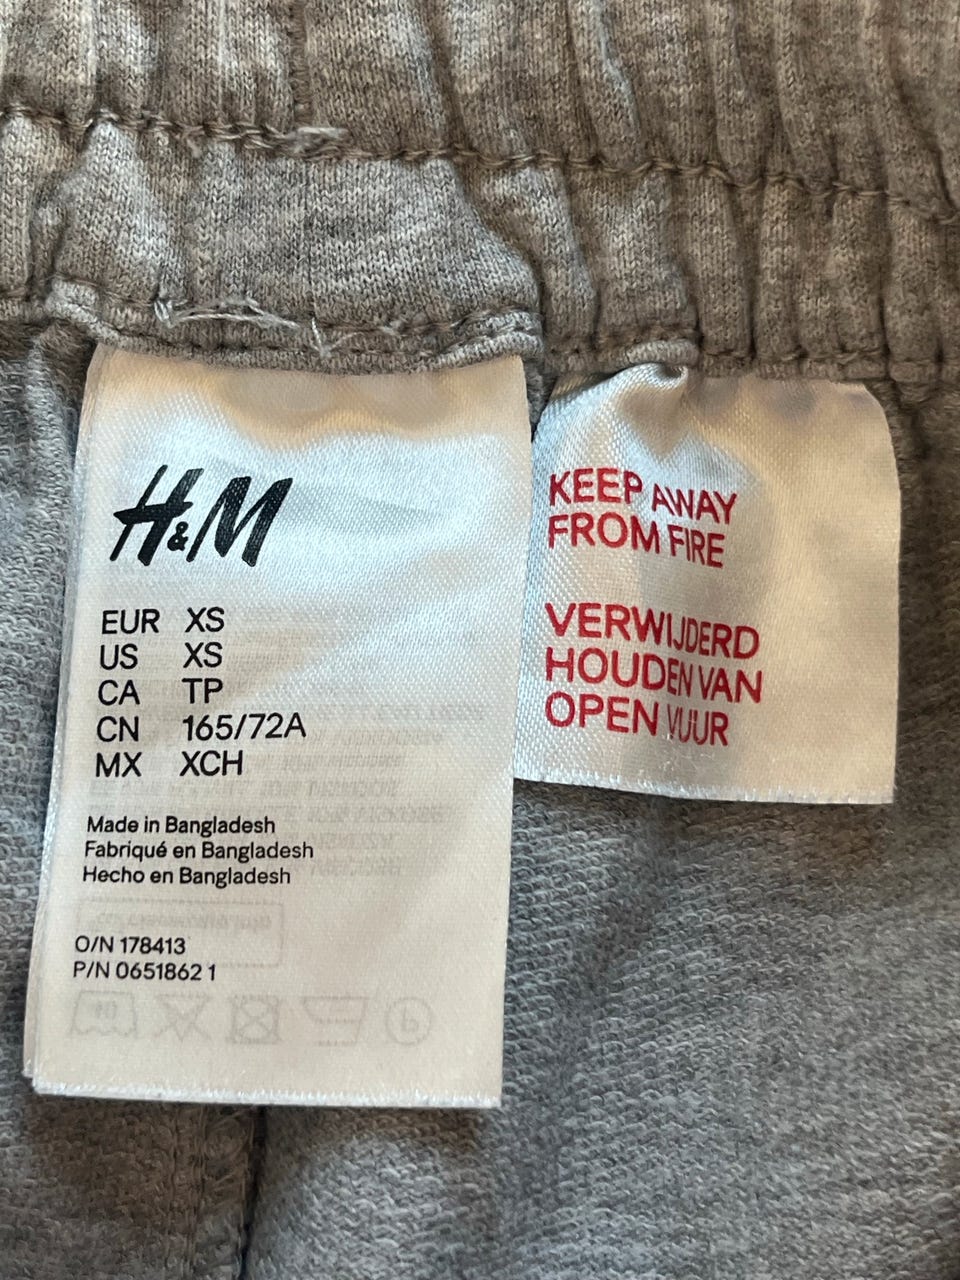 H&M
EUR XS
US XS
CA TP
CN 165/72A
MX XCH
Made in Bangladesh
Fabriqué en Bangladesh
Hecho en Bangladesh
O/N 178413
P/N 0651862 1
KEEP AWAY
FROM FIRE
VERWIJDERD
HOUDEN VAN
OPEN VUUR